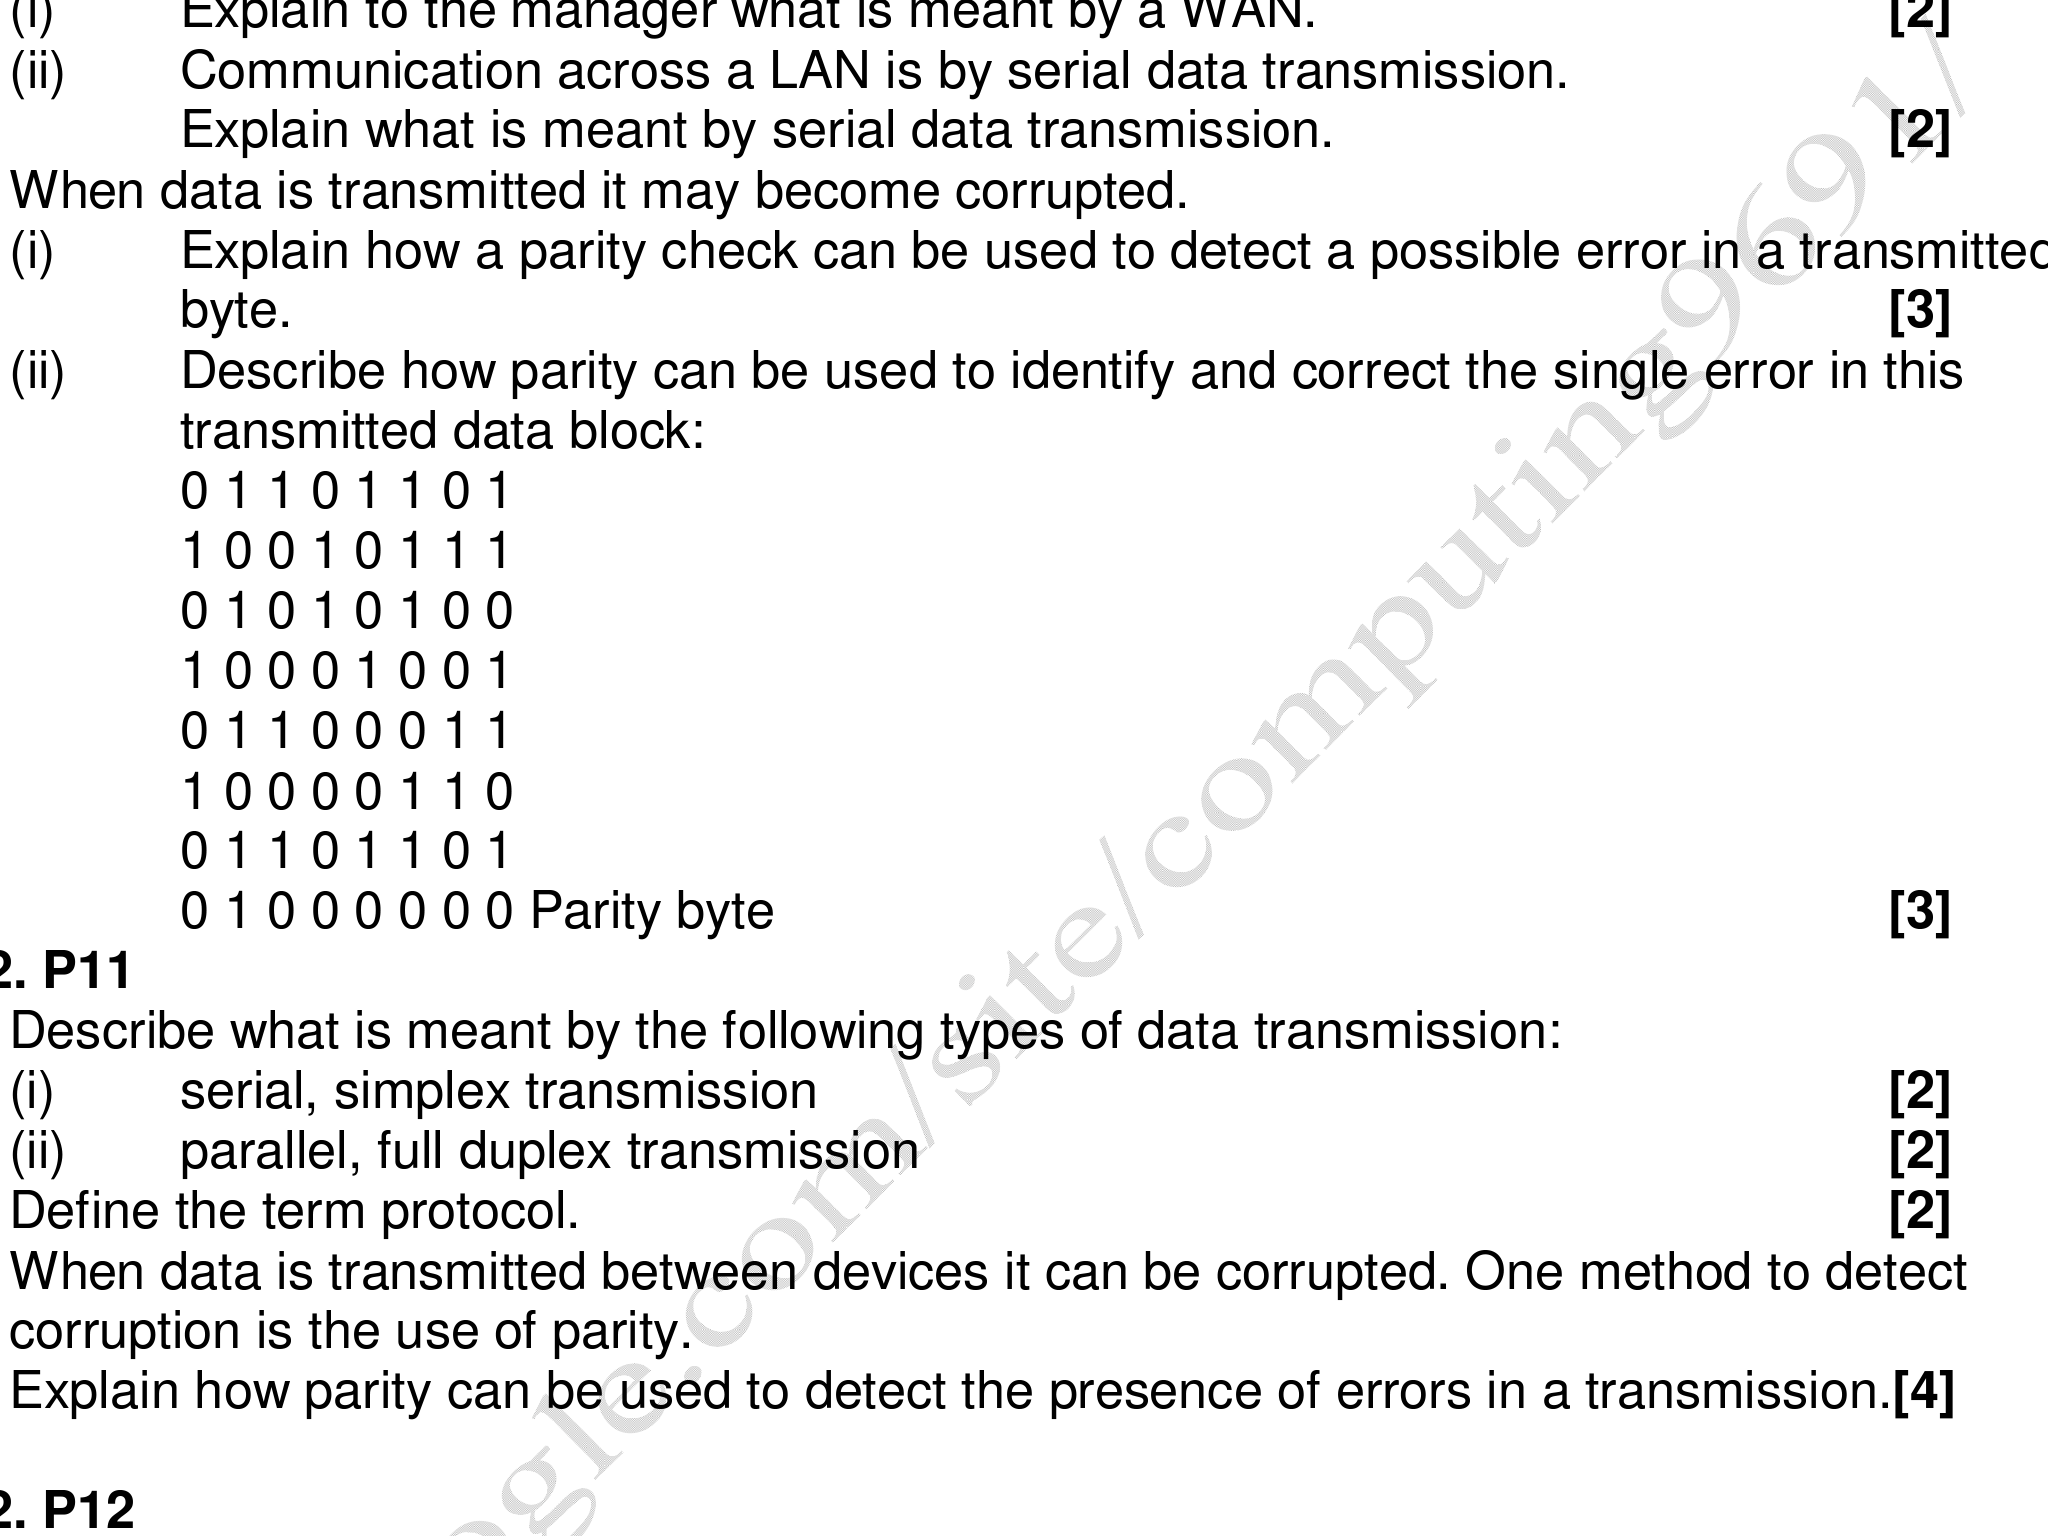 (i) Explain to the manager what is meant by a WAN. [2]
(ii) Communication across a LAN is by serial data transmission.
Explain what is meant by serial data transmission. [2]
When data is transmitted it may become corrupted.
(i) Explain how a parity check can be used to detect a possible error in a transmitted
byte. [3]
(ii) Describe how parity can be used to identify and correct the single error in this
transmitted data block:
0 1 1 0 1 1 0 1
1 0 0 1 0 1 1 1
0 1 0 1 0 1 0 0
1 0 0 0 1 0 0 1
0 1 1 0 0 0 1 1
1 0 0 0 0 1 1 0
0 1 1 0 1 1 0 1
0 1 0 0 0 0 0 0 Parity byte [3]
2. P11
Describe what is meant by the following types of data transmission:
(i) serial, simplex transmission [2]
(ii) parallel, full duplex transmission [2]
Define the term protocol. [2]
When data is transmitted between devices it can be corrupted. One method to detect
corruption is the use of parity.
Explain how parity can be used to detect the presence of errors in a transmission.[4]
2. P12
gle.com/site/computing9691/